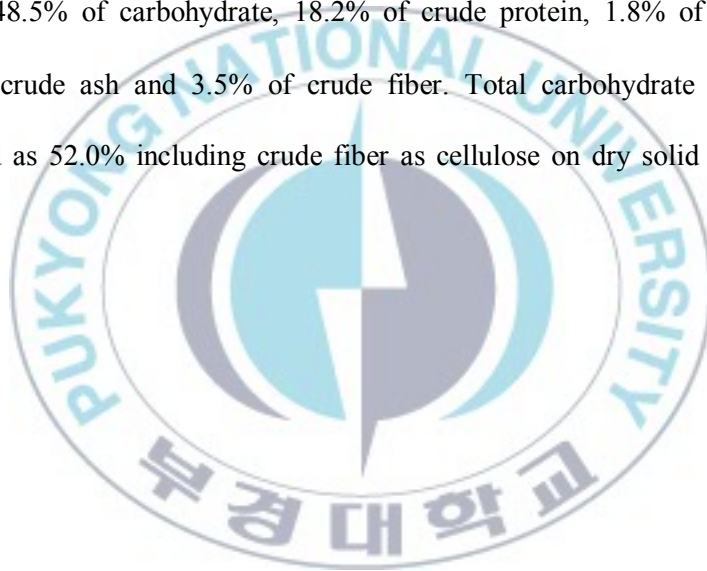 48.5% of carbohydrate, 18.2% of crude protein, 1.8% of
crude ash and 3.5% of crude fiber. Total carbohydrate
as 52.0% including crude fiber as cellulose on dry solid
PUKYONG NATIONAL UNIVERSITY
부경대학교